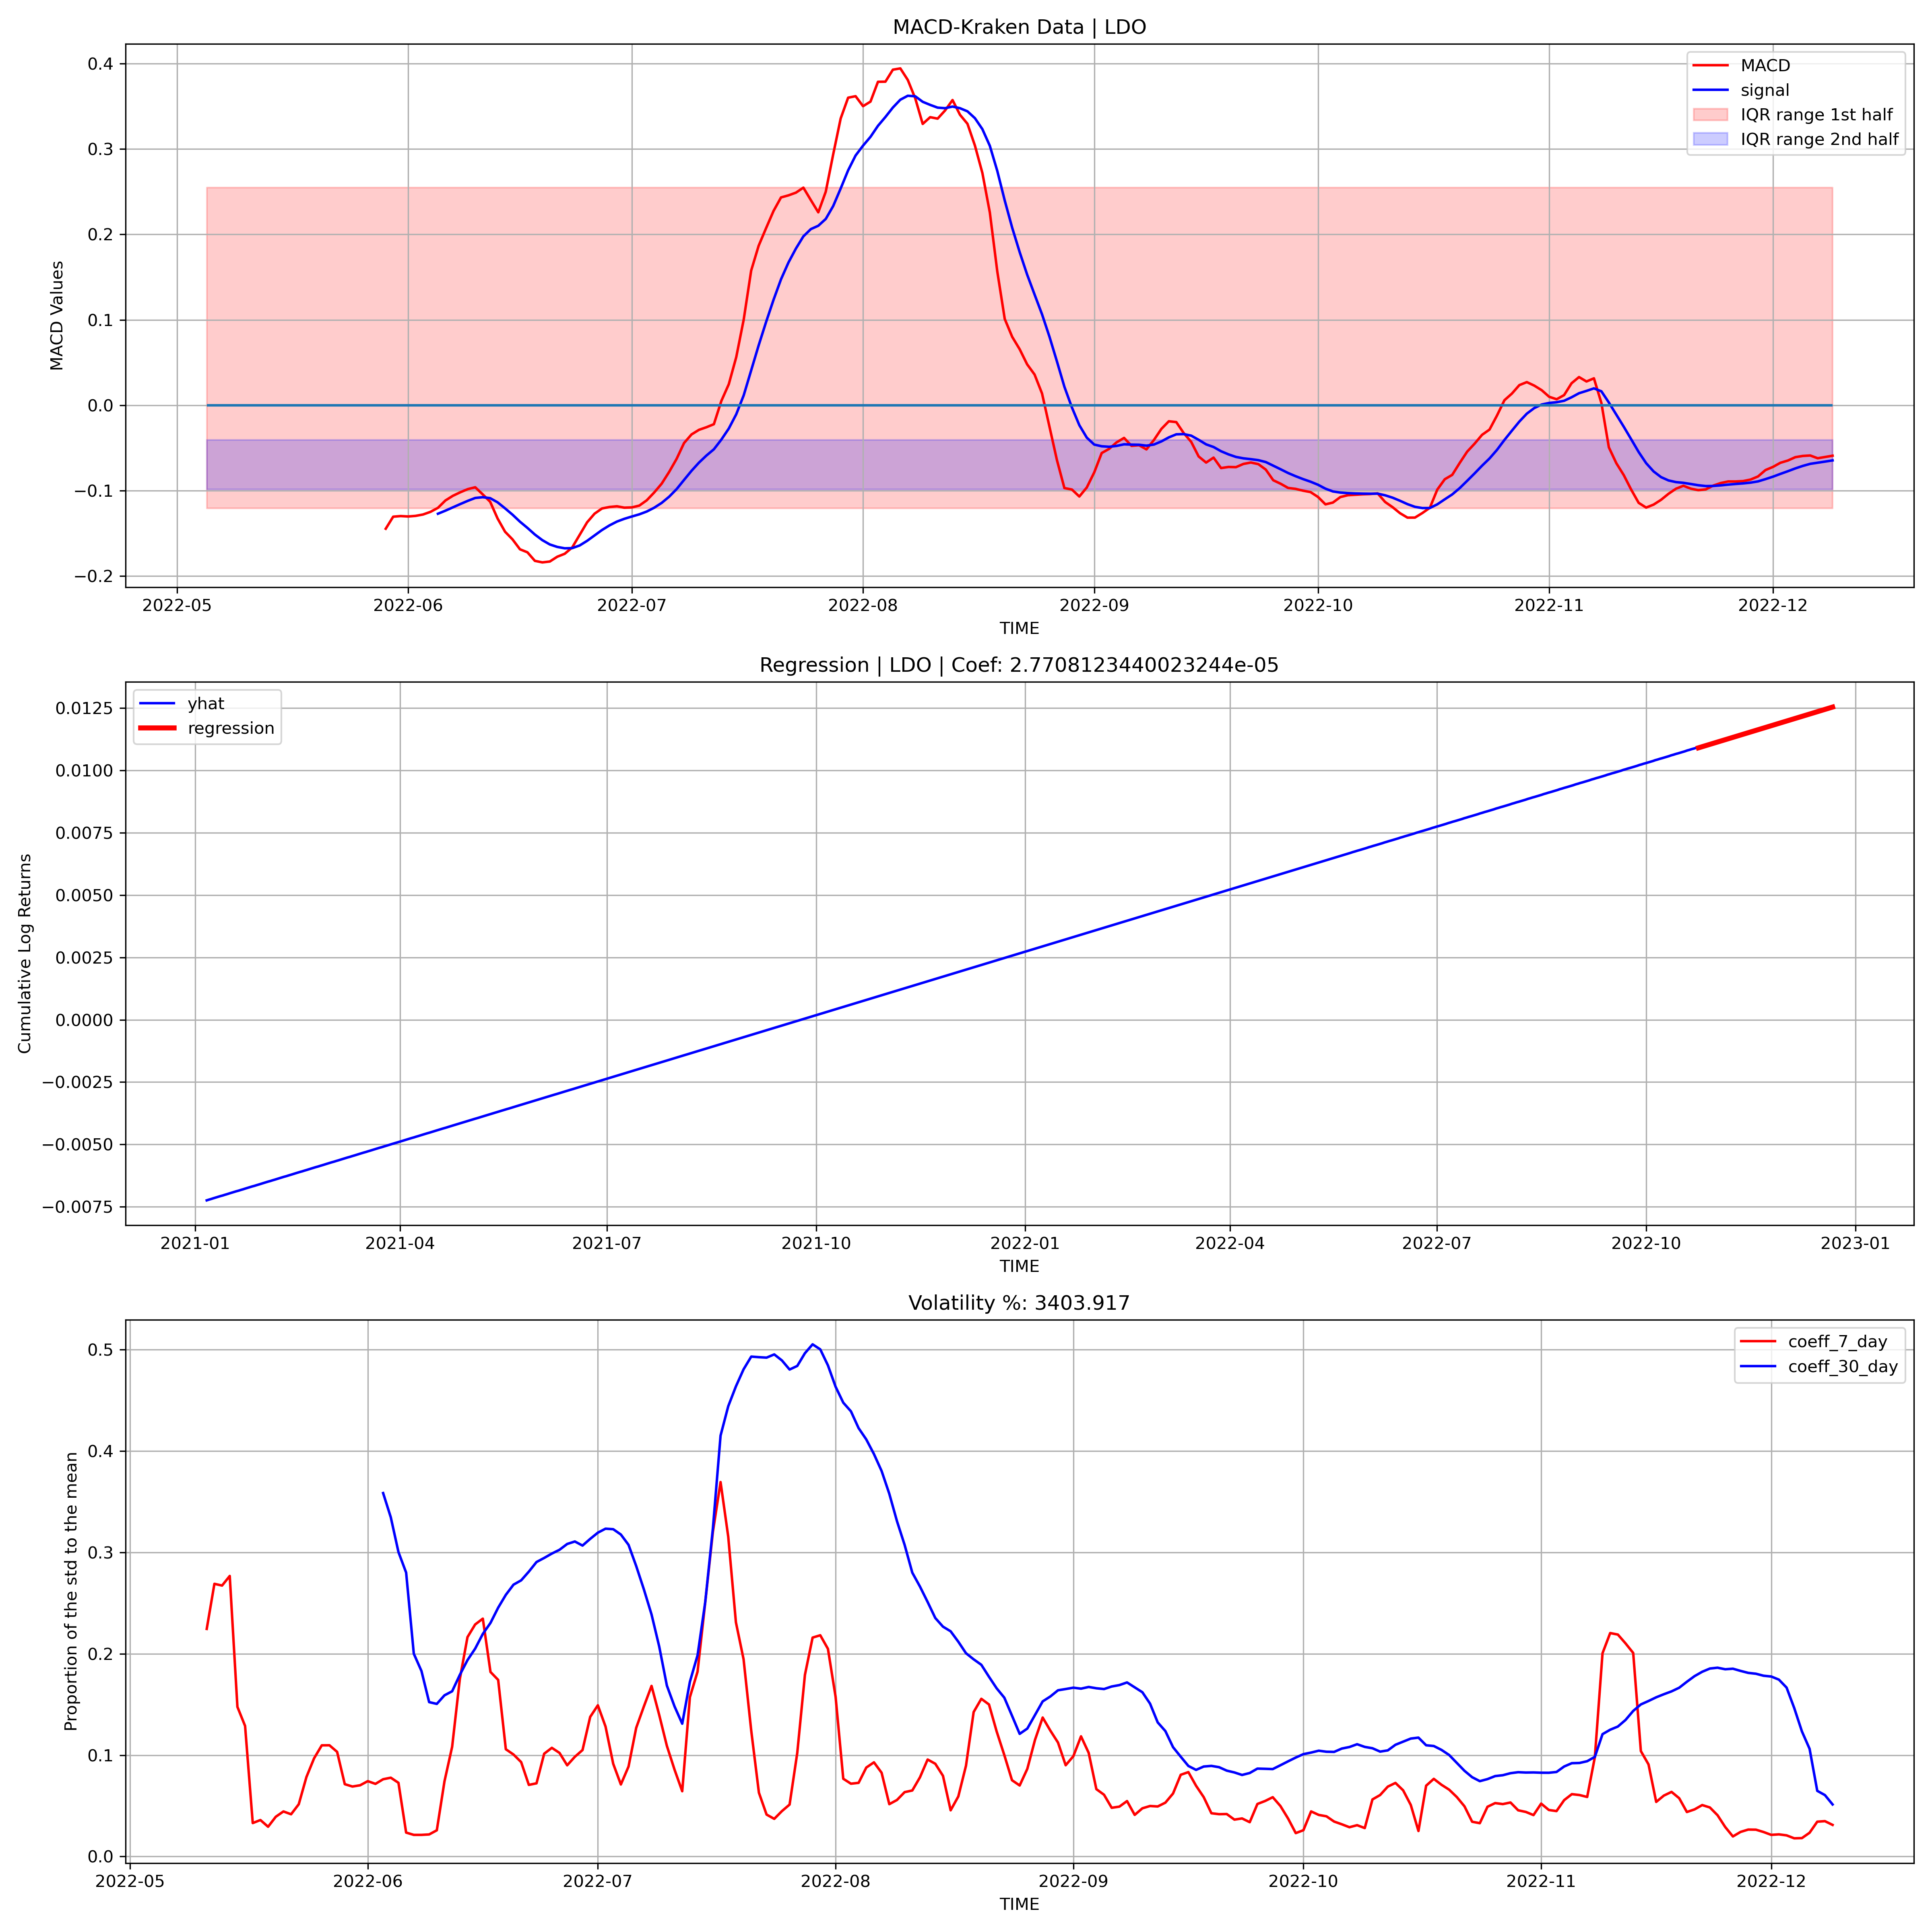 MACD-Kraken Data | LDO
MACD Values
0.4
0.3
0.2
0.1
0.0
−0.1
−0.2
MACD
signal
IQR range 1st half
IQR range 2nd half
2022-05 2022-06 2022-07 2022-08 2022-09 2022-10 2022-11 2022-12
TIME
Regression | LDO | Coef: 2.7708123440023244e-05
Cumulative Log Returns
0.0125
0.0100
0.0075
0.0050
0.0025
0.0000
−0.0025
−0.0050
−0.0075
yhat
regression
2021-01 2021-04 2021-07 2021-10 2022-01 2022-04 2022-07 2022-10 2023-01
TIME
Volatility %: 3403.917
Proportion of the std to the mean
0.5
0.4
0.3
0.2
0.1
0.0
coeff_7_day
coeff_30_day
2022-05 2022-06 2022-07 2022-08 2022-09 2022-10 2022-11 2022-12
TIME